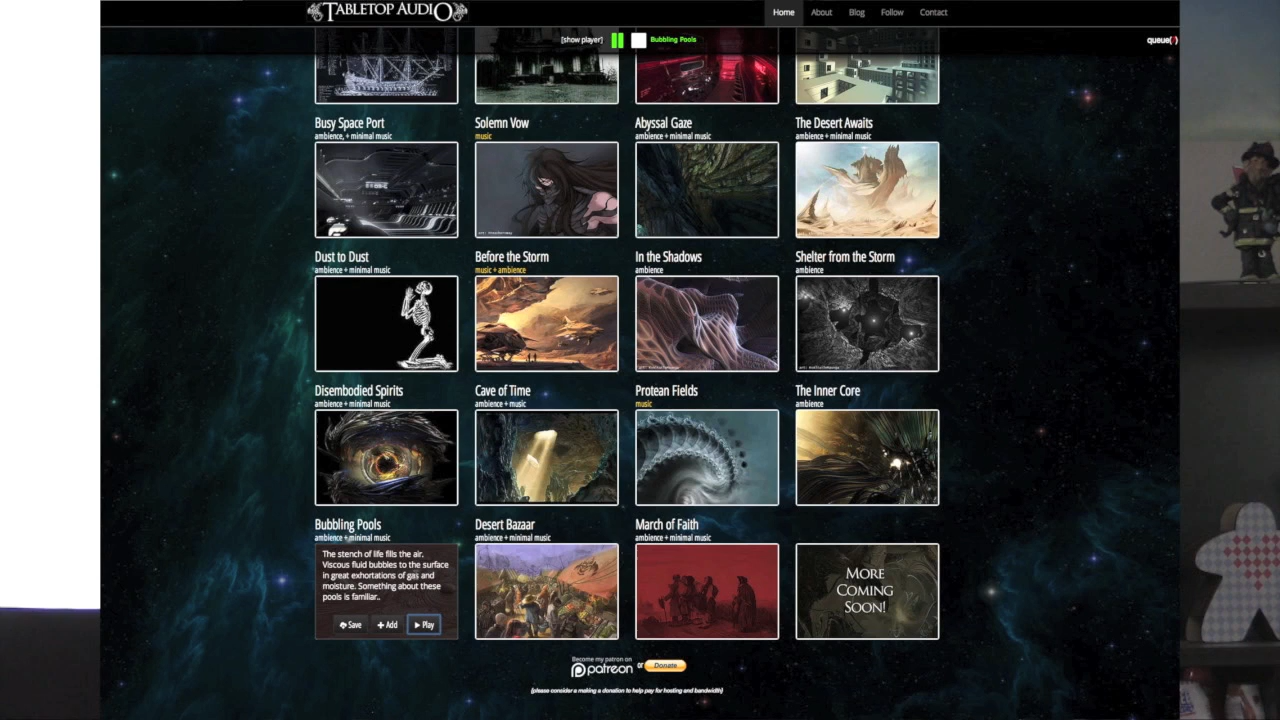 TABLETOP AUDIO
Home About Blog Follow Contact
[show player] Bubbling Pools
Busy Space Port
ambience, + minimal music
Solemn Vow
music
Abyssal Gaze
ambience + minimal music
The Desert Awaits
ambience + minimal music
Dust to Dust
ambience + minimal music
Before the Storm
music + ambience
In the Shadows
ambience
Shelter from the Storm
ambience
Disembodied Spirits
ambience + minimal music
Cave of Time
ambience + music
Protean Fields
music
The Inner Core
ambience
Bubbling Pools
ambience + minimal music
The stench of life fills the air.
Viscous fluid bubbles to the surface
in great exhortations of gas and
moisture. Something about these
pools is familiar..
Save + Add Play
Desert Bazaar
ambience + minimal music
March of Faith
ambience + minimal music
MORE
COMING
SOON!
Become my patron on
patreon or Donate
(please consider a making a donation to help pay for hosting and bandwidth)